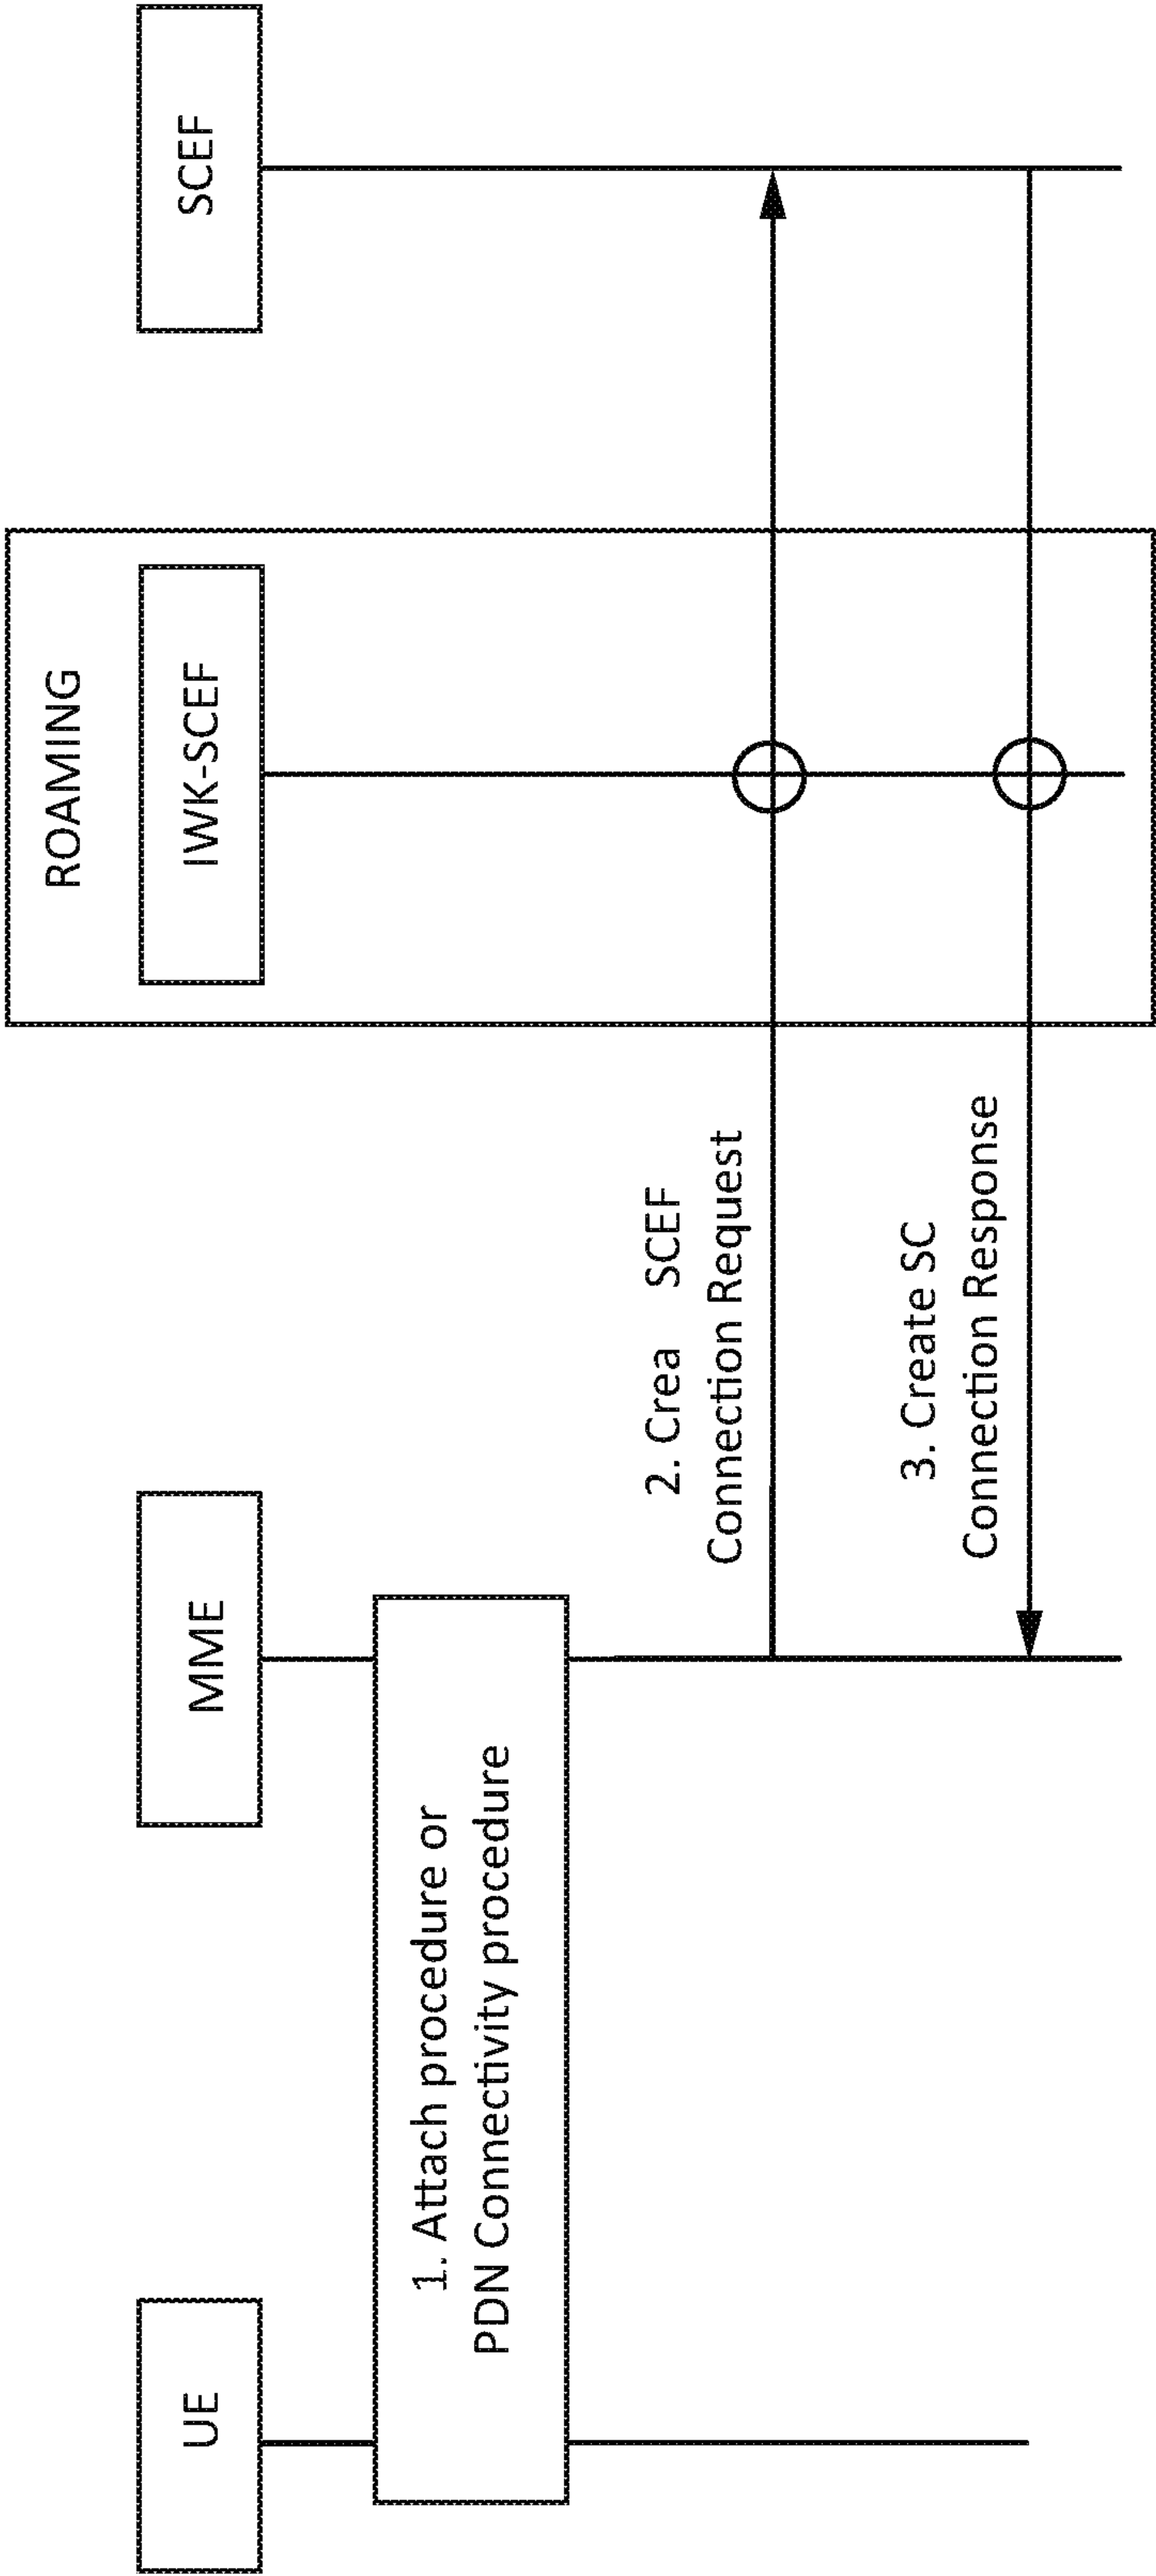 UE
MME
ROAMING
IWK-SCEF
SCEF
1. Attach procedure or
PDN Connectivity procedure
2. Crea SCEF
Connection Request
3. Create SC
Connection Response